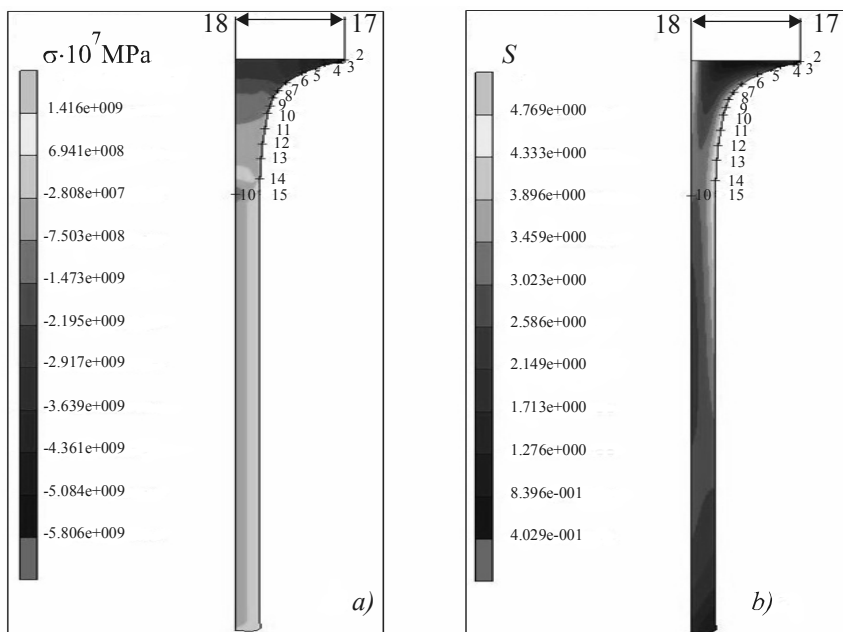 18 17
σ·10⁷ MPa
1.416e+009
6.941e+008
-2.808e+007
-7.503e+008
-1.473e+009
-2.195e+009
-2.917e+009
-3.639e+009
-4.361e+009
-5.084e+009
-5.806e+009
2
3
4
5
6
7
8
9
10
11
12
13
14
10 15
a)
18 17
S
4.769e+000
4.333e+000
3.896e+000
3.459e+000
3.023e+000
2.586e+000
2.149e+000
1.713e+000
1.276e+000
8.396e-001
4.029e-001
2
3
4
5
6
7
8
9
10
11
12
13
14
10 15
b)